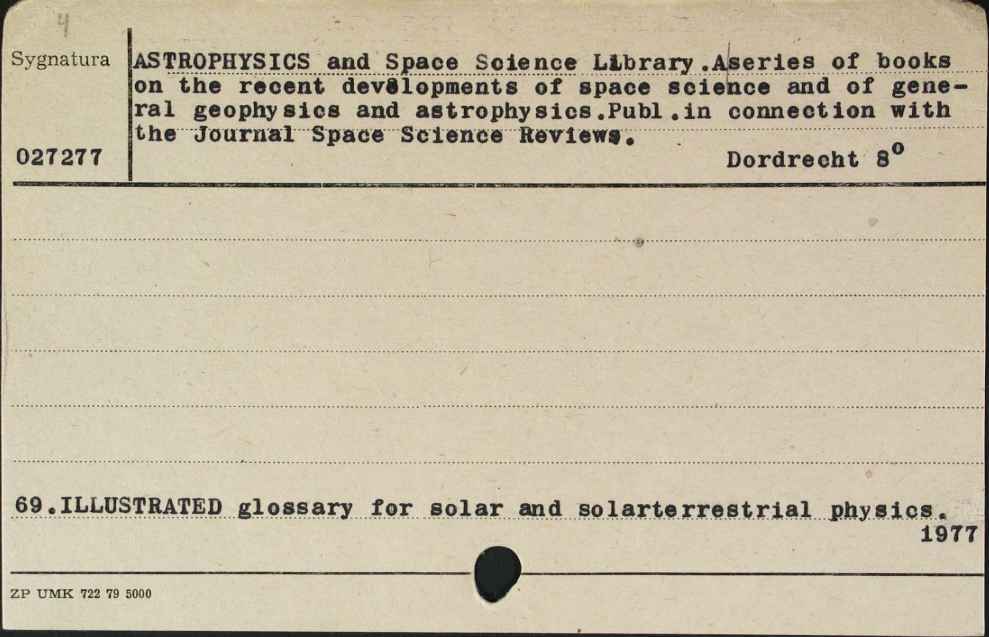 4
Sygnatura
ASTROPHYSICS and Space Science Library.Aseries of books
on the recent developments of space science and of gene-
ral geophysics and astrophysics.Publ.in connection with
the Journal Space Science Reviews.
027277
Dordrecht 8º
69.ILLUSTRATED glossary for solar and solarterrestrial physics.
1977
ZP UMK 722 79 5000